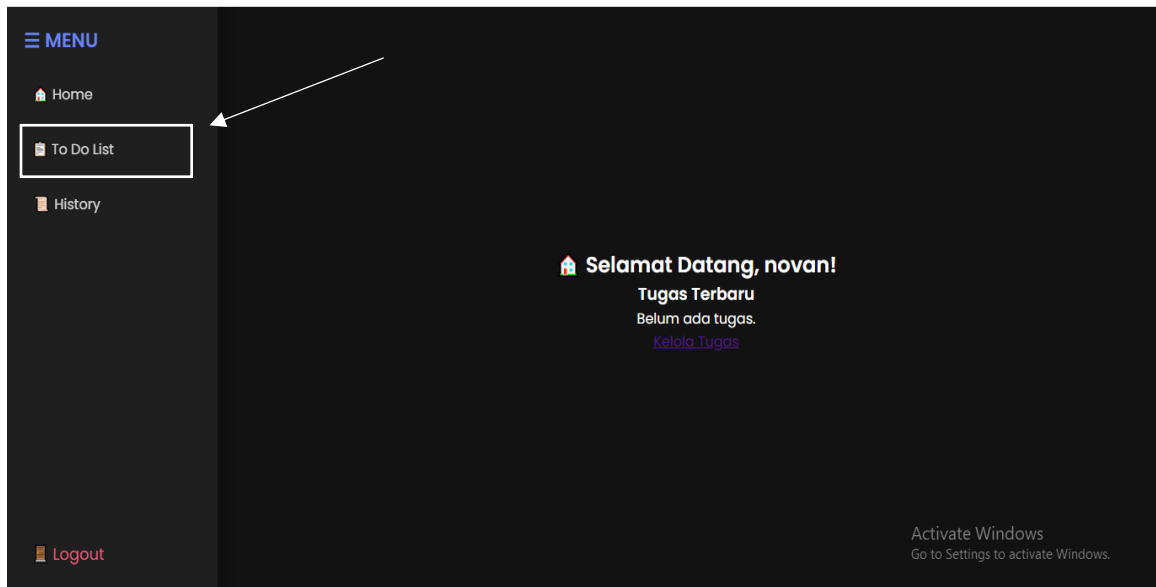 ☰ MENU
🏠 Home
📋 To Do List
📜 History
🏠 Selamat Datang, novan!
Tugas Terbaru
Belum ada tugas.
Kelola Tugas
🚪 Logout
Activate Windows
Go to Settings to activate Windows.